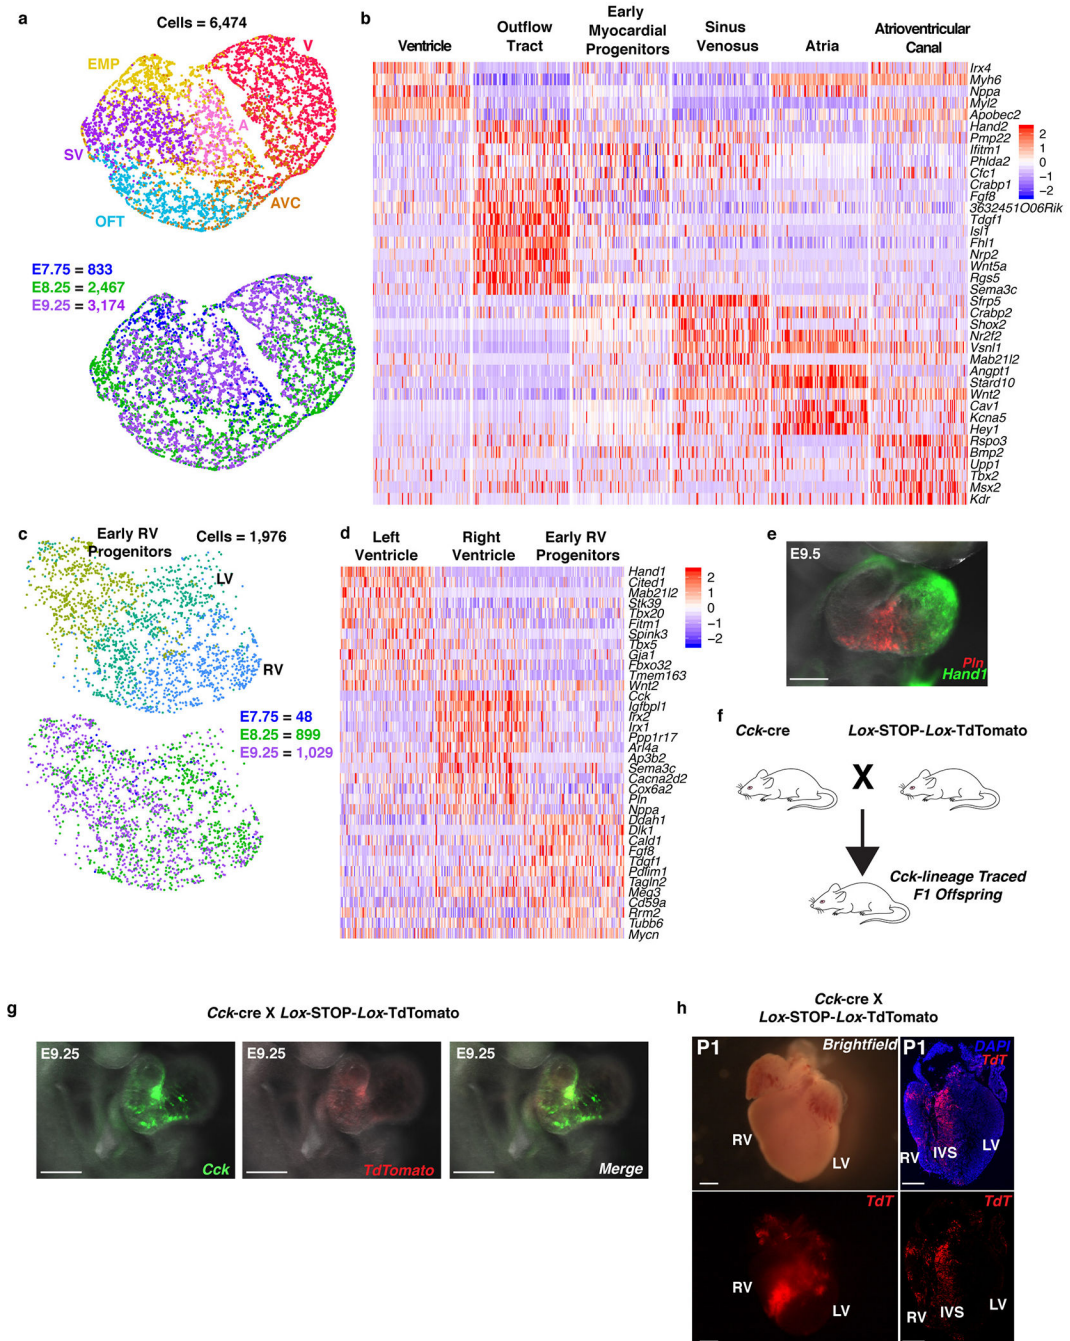 a
Cells = 6,474
V
EMP
A
SV
AVC
OFT
E7.75 = 833
E8.25 = 2,467
E9.25 = 3,174
b
Ventricle
Outflow
Tract
Early
Myocardial
Progenitors
Sinus
Venosus
Atria
Atrioventricular
Canal
Irx4
Myh6
Nppa
Myl2
Apobec2
Hand2
Pmp22
Ifitm1
Phlda2
Cfc1
Crabp1
Fgf8
3632451O06Rik
Tdgf1
Isl1
Fhl1
Nrp2
Wnt5a
Rgs5
Sema3c
Sfrp5
Crabp2
Shox2
Nr2f2
Vsnl1
Mab21l2
Angpt1
Stard10
Wnt2
Cav1
Kcna5
Hey1
Rspo3
Bmp2
Upp1
Tbx2
Msx2
Kdr
2
1
0
−1
−2
c
Early RV
Progenitors
Cells = 1,976
LV
RV
E7.75 = 48
E8.25 = 899
E9.25 = 1,029
d
Left
Ventricle
Right
Ventricle
Early RV
Progenitors
Hand1
Cited1
Mab21l2
Stk39
Tbx20
Fitm1
Spink3
Tbx5
Gja1
Fbxo32
Tmem163
Wnt2
Cck
Igfbpl1
Irx2
Irx1
Ppp1r17
Arl4a
Ap3b2
Sema3c
Cacna2d2
Cox6a2
Pln
Nppa
Ddah1
Dlk1
Cald1
Fgf8
Tdgf1
Pdlim1
Tagln2
Meg3
Cd59a
Rrm2
Tubb6
Mycn
2
1
0
−1
−2
e
E9.5
Pln
Hand1
f
Cck-cre
Lox-STOP-Lox-TdTomato
X
Cck-lineage Traced
F1 Offspring
g
Cck-cre X Lox-STOP-Lox-TdTomato
E9.25
Cck
E9.25
TdTomato
E9.25
Merge
h
Cck-cre X
Lox-STOP-Lox-TdTomato
P1
Brightfield
RV
LV
P1
DAPI
TdT
RV
IVS
LV
TdT
RV
LV
TdT
RV
IVS
LV